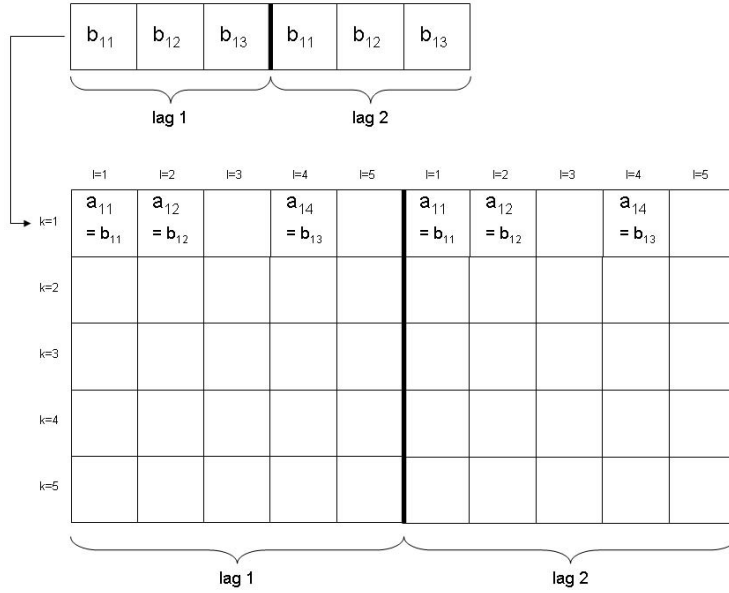 b11 b12 b13 b11 b12 b13
lag 1 lag 2
l=1 l=2 l=3 l=4 l=5 l=1 l=2 l=3 l=4 l=5
k=1 a11 a12 a14 a11 a12 a14
= b11 = b12 = b13 = b11 = b12 = b13
k=2
k=3
k=4
k=5
lag 1 lag 2